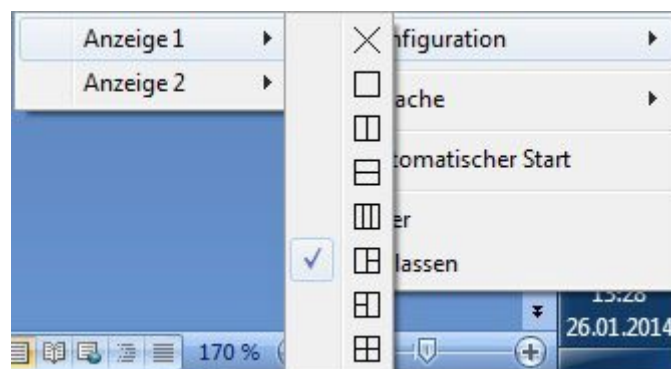 Anzeige 1
Anzeige 2
nfiguration
ache
tomatischer Start
er
lassen
26.01.2014
170 %